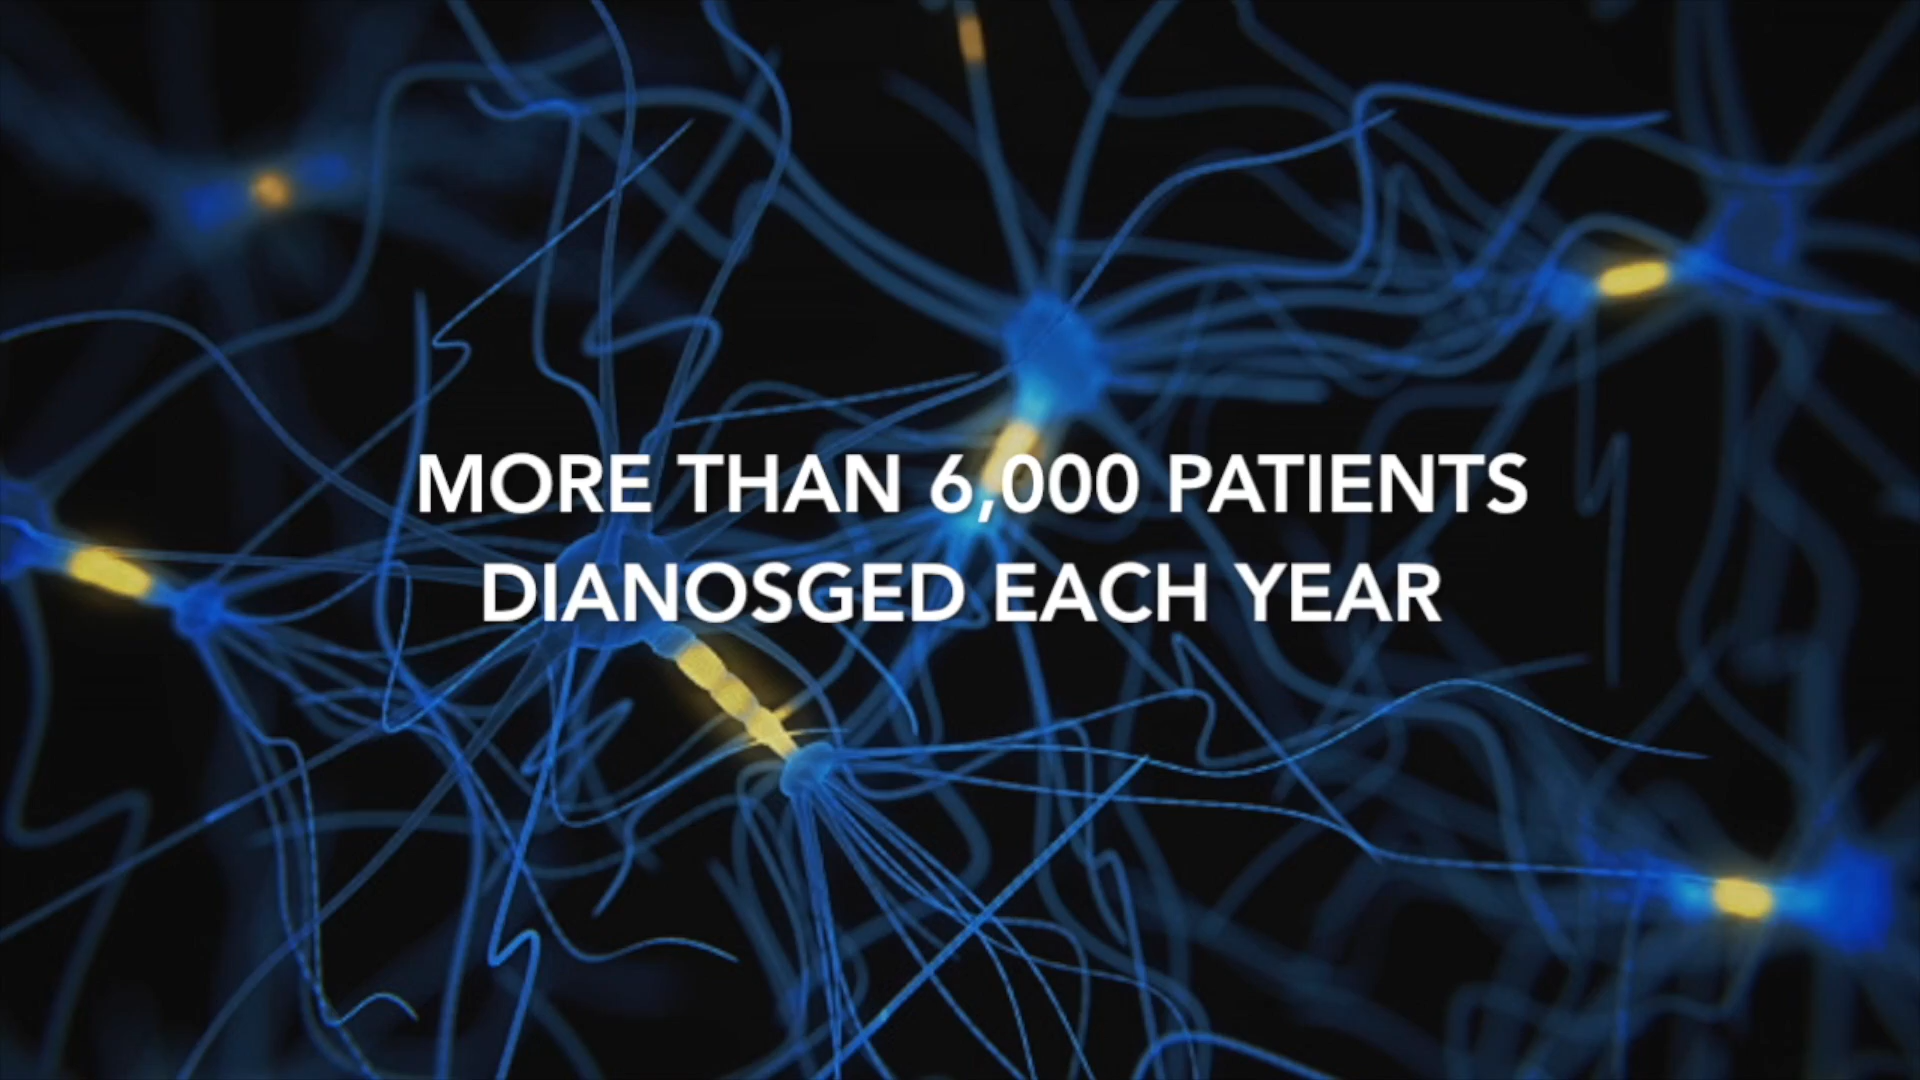 MORE THAN 6,000 PATIENTS
DIANOSGED EACH YEAR